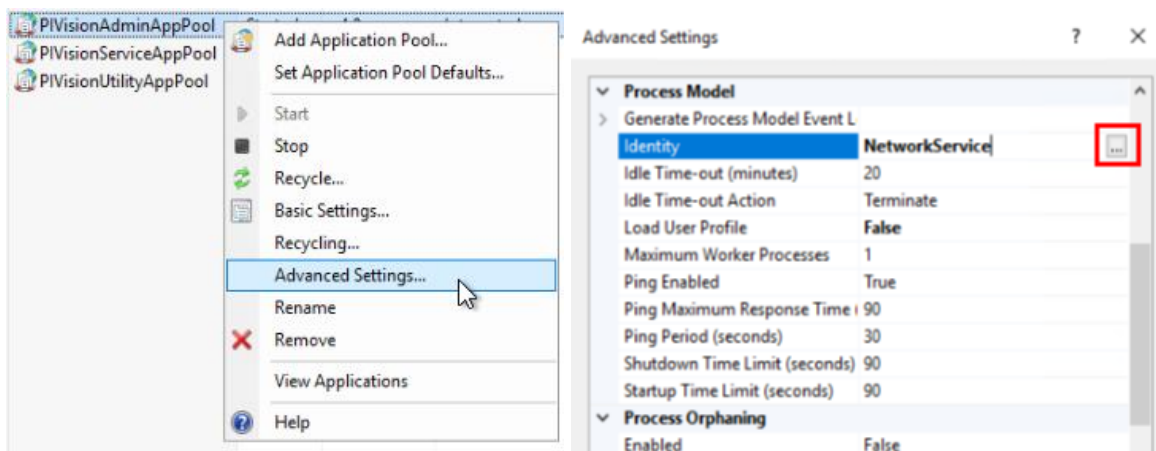 PIVisionAdminAppPool
PIVisionServiceAppPool
PIVisionUtilityAppPool
Add Application Pool...
Set Application Pool Defaults...
Start
Stop
Recycle...
Basic Settings...
Recycling...
Advanced Settings...
Rename
Remove
View Applications
Help
Advanced Settings ?
Process Model
Generate Process Model Event L
Identity NetworkService ...
Idle Time-out (minutes) 20
Idle Time-out Action Terminate
Load User Profile False
Maximum Worker Processes 1
Ping Enabled True
Ping Maximum Response Time ( 90
Ping Period (seconds) 30
Shutdown Time Limit (seconds) 90
Startup Time Limit (seconds) 90
Process Orphaning
Enabled False